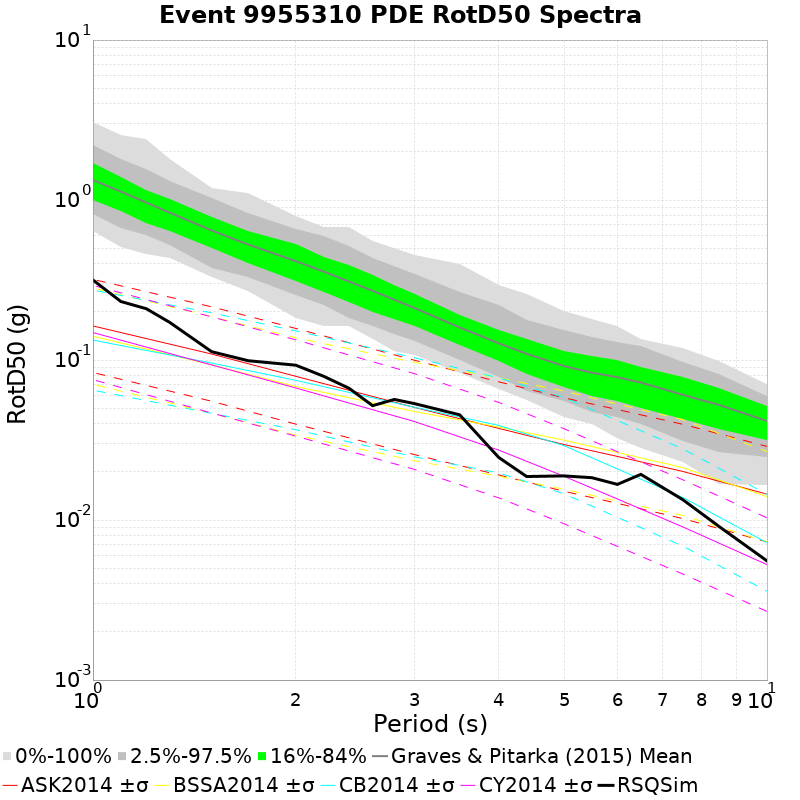 Event 9955310 PDE RotD50 Spectra
10^1
10^0
10^-1
10^-2
10^-3
RotD50 (g)
10^0 2 3 4 5 6 7 8 9 10^1
Period (s)
0%-100% 2.5%-97.5% 16%-84% Graves & Pitarka (2015) Mean
ASK2014 ±σ BSSA2014 ±σ CB2014 ±σ CY2014 ±σ RSQSim